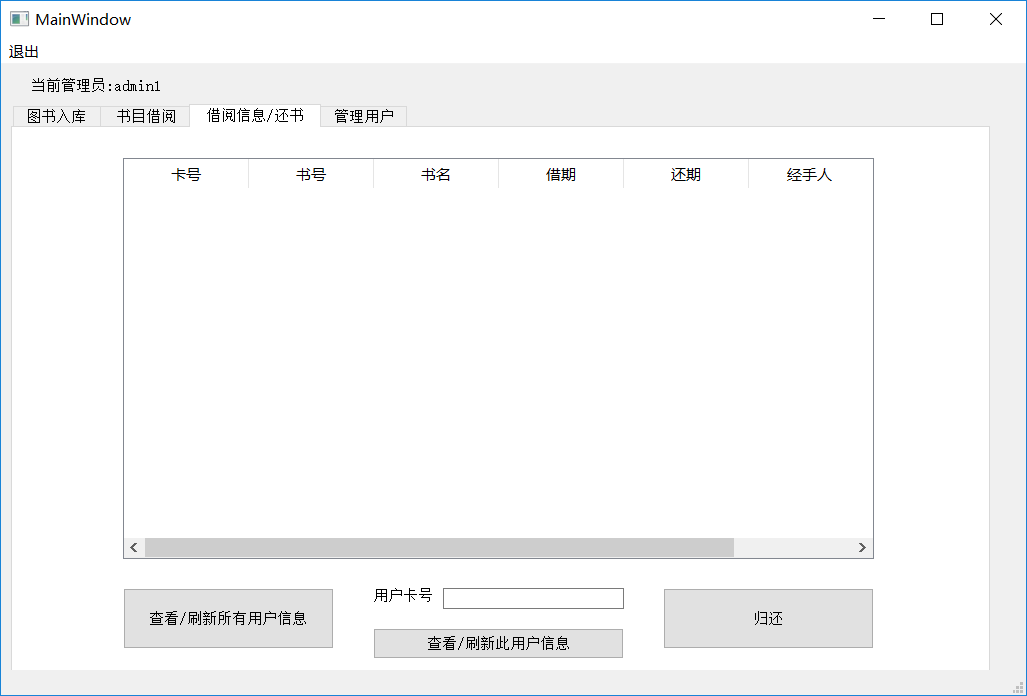 MainWindow
退出
当前管理员:admin1
图书入库 书目借阅 借阅信息/还书 管理用户
卡号 书号 书名 借期 还期 经手人
用户卡号
查看/刷新所有用户信息 归还
查看/刷新此用户信息